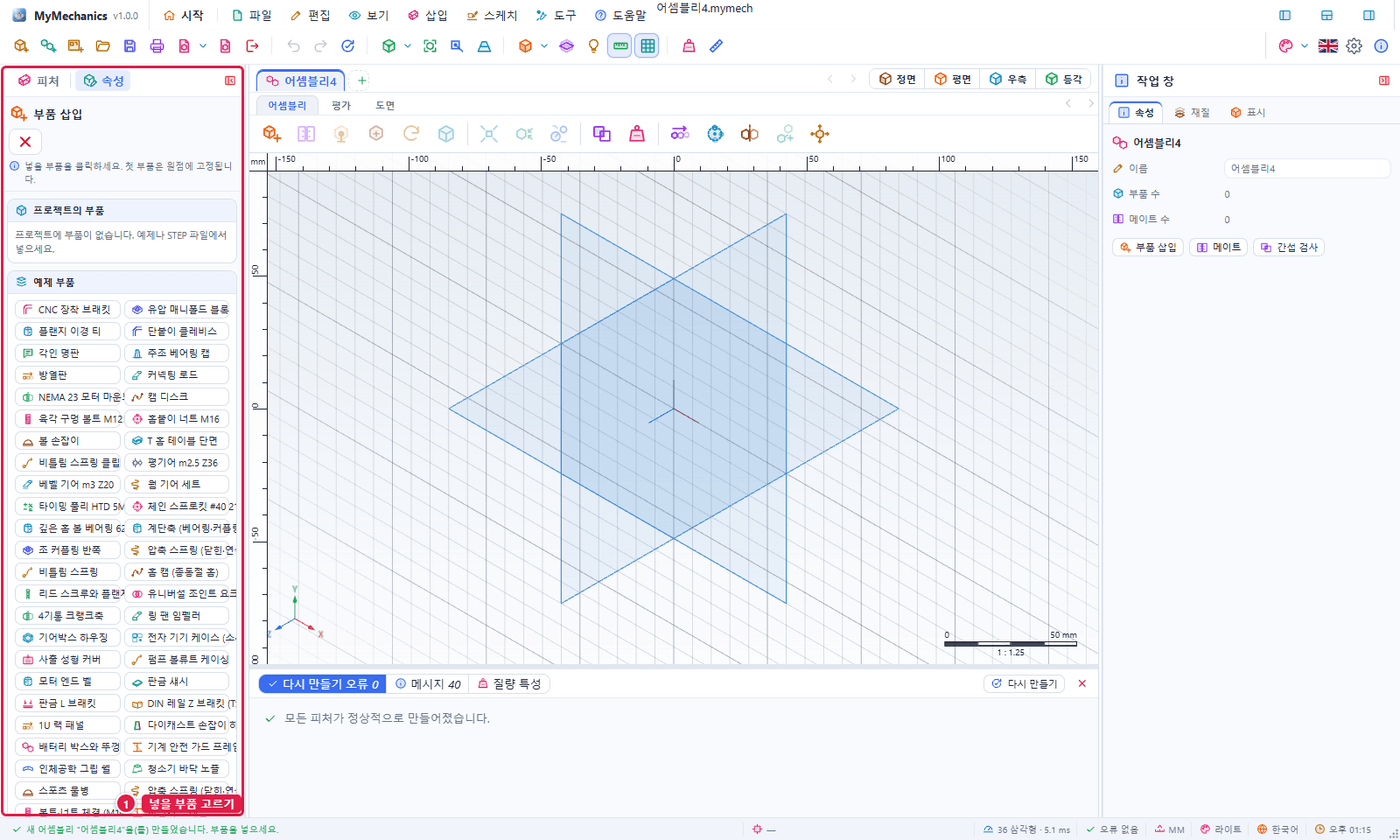 MyMechanics v1.0.0
시작 파일 편집 보기 삽입 스케치 도구 도움말 어셈블리4.mymech
피처 속성
부품 삽입
넣을 부품을 클릭하세요. 첫 부품은 원점에 고정됩니
다.
프로젝트의 부품
프로젝트에 부품이 없습니다. 예제나 STEP 파일에서
넣으세요.
예제 부품
CNC 장착 브래킷 유압 매니폴드 블록
플랜지 이경 티 단붙이 클레비스
각인 명판 주조 베어링 캡
방열판 커넥팅 로드
NEMA 23 모터 마운 캠 디스크
육각 구멍 볼트 M12 홈붙이 너트 M16
볼 손잡이 T 홈 테이블 단면
비틀림 스프링 클립 평기어 m2.5 Z36
베벨 기어 m3 Z20 웜 기어 세트
타이밍 풀리 HTD 5M 체인 스프로킷 #40 2
깊은 홈 볼 베어링 62 계단축 (베어링·커플링
조 커플링 반쪽 압축 스프링 (닫힌·연
비틀림 스프링 홈 캠 (종동절 홈)
리드 스크루와 플랜지 유니버설 조인트 요크
4기통 크랭크축 링 팬 임펠러
기어박스 하우징 전자 기기 케이스 (소
사출 성형 커버 펌프 볼류트 케이싱
모터 엔드 벨 판금 섀시
판금 L 브래킷 DIN 레일 Z 브래킷 (T
1U 랙 패널 다이캐스트 손잡이 하
배터리 박스와 뚜껑 기계 안전 가드 프레임
인체공학 그립 쉘 청소기 바닥 노즐
스포츠 물병 압축 스프링 (닫힌·연
볼트·너트 체결 (M1
1 넣을 부품 고르기
어셈블리4 +
정면 평면 우측 등각
어셈블리 평가 도면
mm -150 -100 -50 0 50 100 150
50
0
-50
Y
Z X
0 50 mm
1 : 1.25
다시 만들기 오류 0 메시지 40 질량 특성 다시 만들기
모든 피처가 정상적으로 만들어졌습니다.
작업 창
속성 재질 표시
어셈블리4
이름 어셈블리4
부품 수 0
메이트 수 0
부품 삽입 메이트 간섭 검사
새 어셈블리 "어셈블리4"을(를) 만들었습니다. 부품을 넣으세요. — 36 삼각형 · 5.1 ms 오류 없음 MM 라이트 한국어 오후 01:15